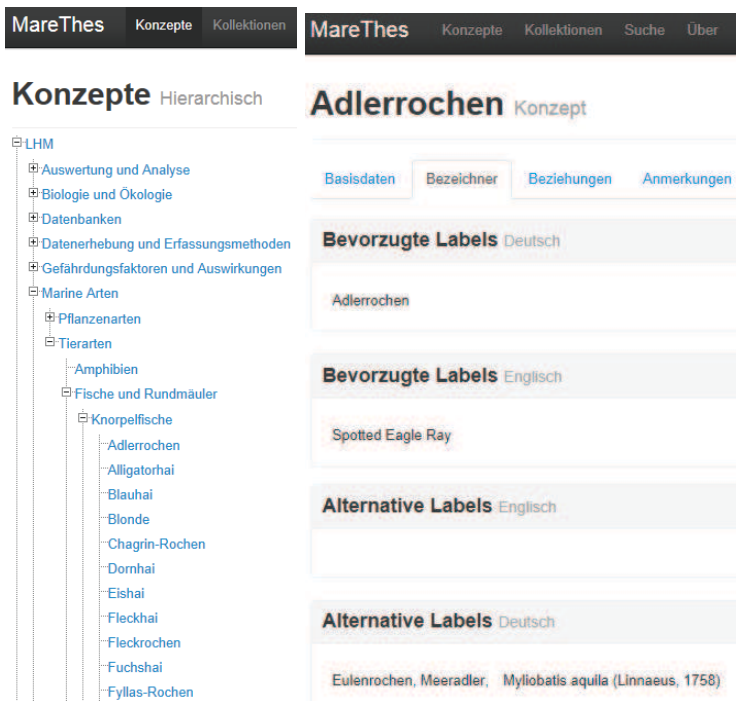 MareThes Konzepte Kollektionen
Konzepte Hierarchisch
LHM
Auswertung und Analyse
Biologie und Ökologie
Datenbanken
Datenerhebung und Erfassungsmethoden
Gefährdungsfaktoren und Auswirkungen
Marine Arten
Pflanzenarten
Tierarten
Amphibien
Fische und Rundmäuler
Knorpelfische
Adlerrochen
Alligatorhai
Blauhai
Blonde
Chagrin-Rochen
Dornhai
Eishai
Fleckhai
Fleckrochen
Fuchshai
Fyllas-Rochen
MareThes Konzepte Kollektionen Suche Über
Adlerrochen Konzept
Basisdaten Bezeichner Beziehungen Anmerkungen
Bevorzugte Labels Deutsch
Adlerrochen
Bevorzugte Labels Englisch
Spotted Eagle Ray
Alternative Labels Englisch
Alternative Labels Deutsch
Eulenrochen, Meeradler, Myliobatis aquila (Linnaeus, 1758)